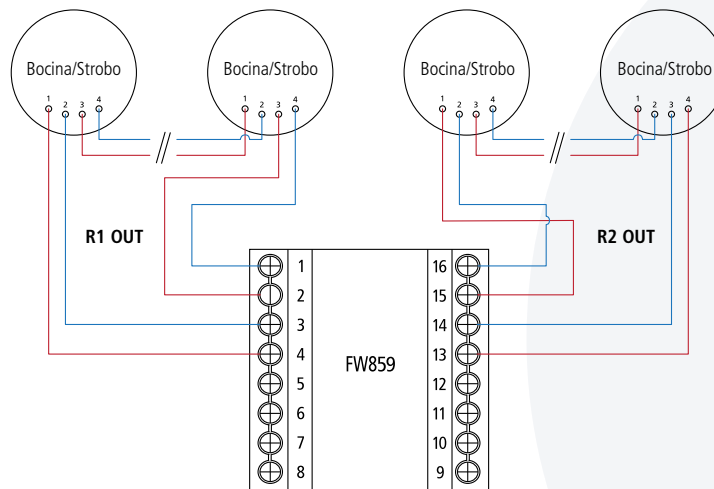 Bocina/Strobo Bocina/Strobo Bocina/Strobo Bocina/Strobo
1 2 3 4 1 2 3 4 1 2 3 4 1 2 3 4
R1 OUT R2 OUT
1 16
2 15
3 14
4 FW859 13
5 12
6 11
7 10
8 9